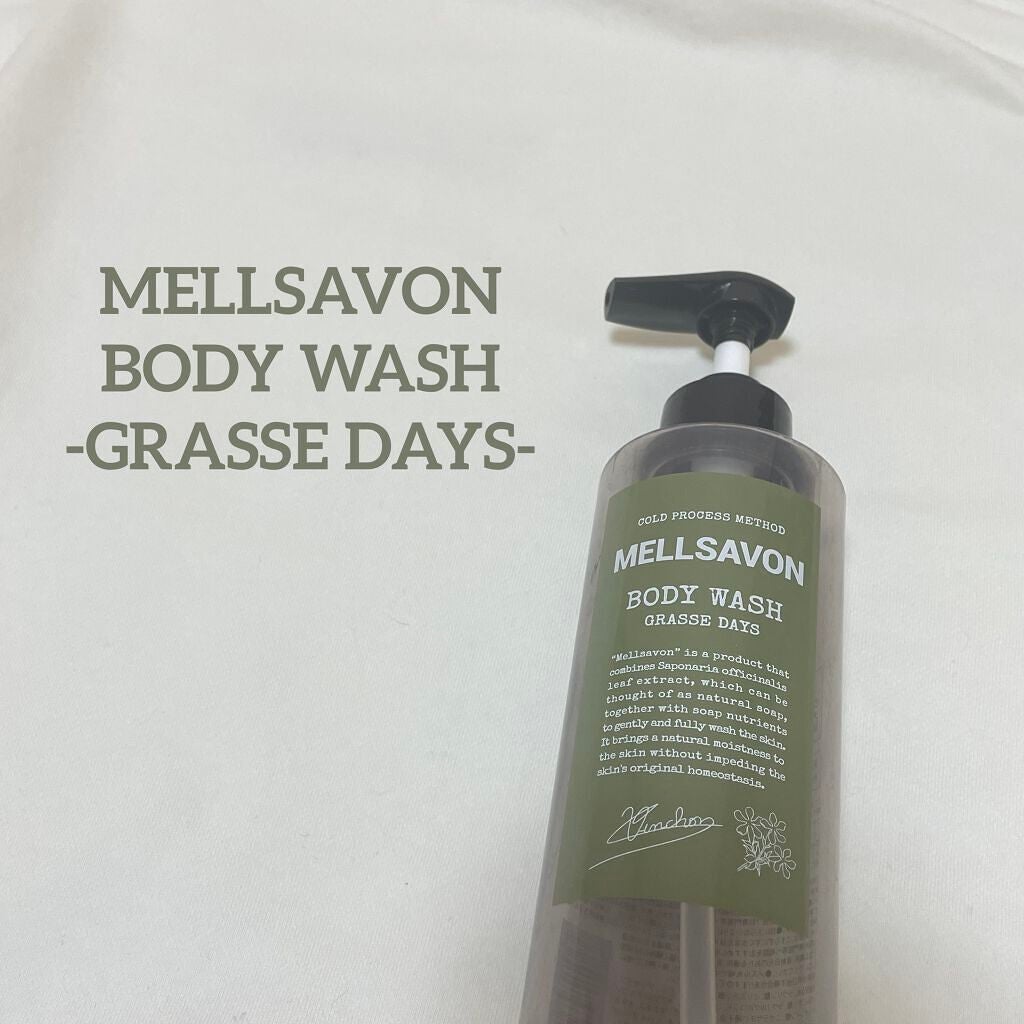 MELLSAVON
BODY WASH
-GRASSE DAYS-
COLD PROCESS METHOD
MELLSAVON
BODY WASH
GRASSE DAYS
"Mellsavon" is a product that
combines Saponaria officinalis
leaf extract, which can be
thought of as natural soap,
together with soap nutrients
to gently and fully wash the skin.
It brings a natural moistness to
the skin without impeding the
skin's original homeostasis.